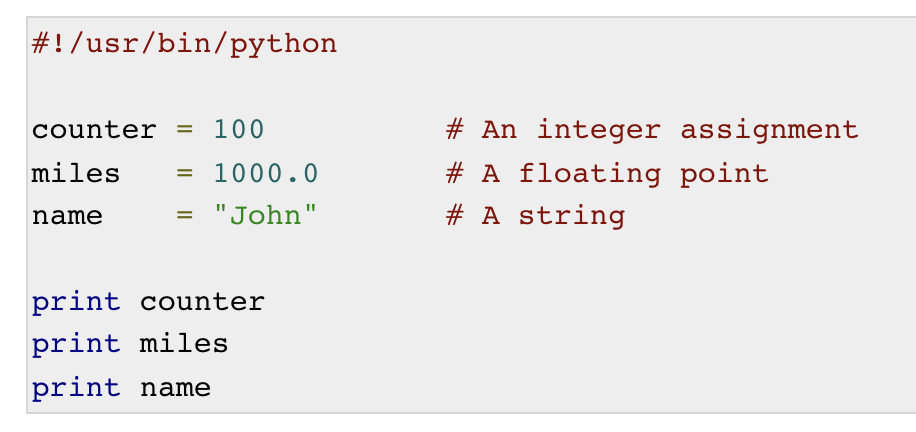 #!/usr/bin/python
counter = 100 # An integer assignment
miles = 1000.0 # A floating point
name = "John" # A string
print counter
print miles
print name